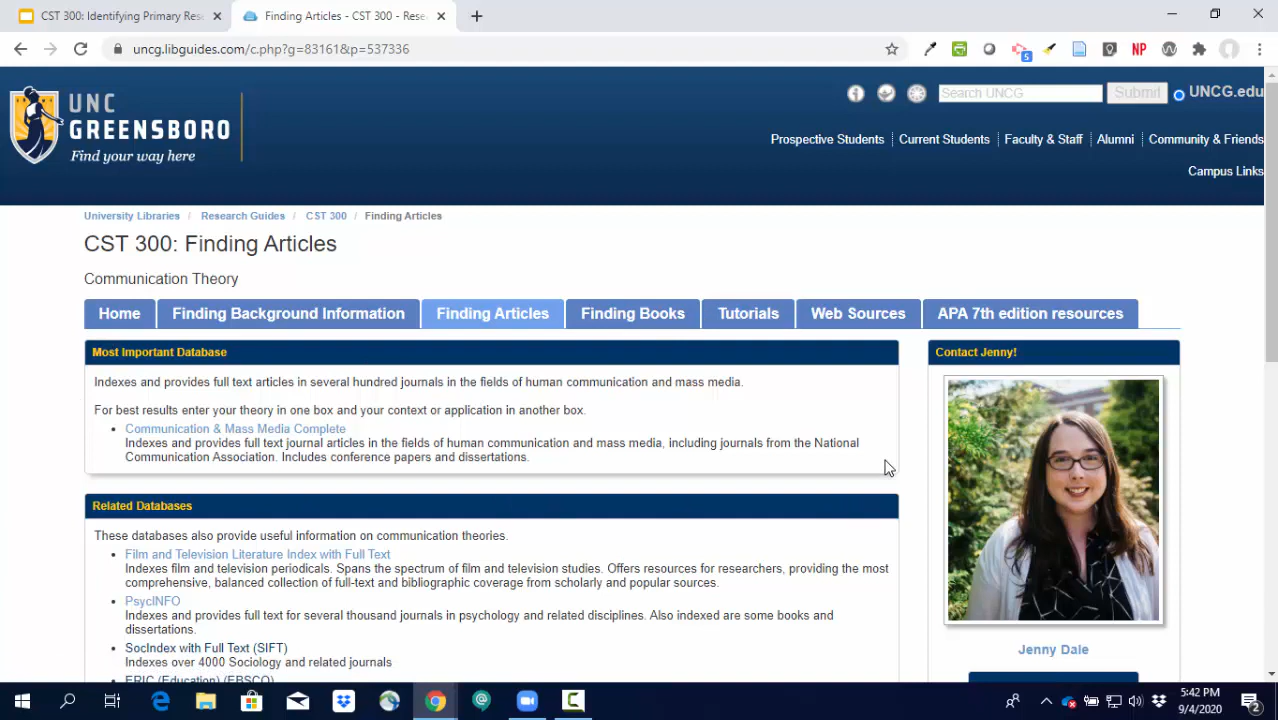 CST 300: Identifying Primary Res
Finding Articles - CST 300 - Rese
uncg.libguides.com/c.php?g=83161&p=537336
5
NP
UNC
GREENSBORO
Find your way here
Search UNCG
Submit
UNCG.edu
Prospective Students
Current Students
Faculty & Staff
Alumni
Community & Friends
Campus Links
University Libraries / Research Guides / CST 300 / Finding Articles
CST 300: Finding Articles
Communication Theory
Home
Finding Background Information
Finding Articles
Finding Books
Tutorials
Web Sources
APA 7th edition resources
Most Important Database
Indexes and provides full text articles in several hundred journals in the fields of human communication and mass media.
For best results enter your theory in one box and your context or application in another box.
Communication & Mass Media Complete
Indexes and provides full text journal articles in the fields of human communication and mass media, including journals from the National
Communication Association. Includes conference papers and dissertations.
Related Databases
These databases also provide useful information on communication theories.
Film and Television Literature Index with Full Text
Indexes film and television periodicals. Spans the spectrum of film and television studies. Offers resources for researchers, providing the most
comprehensive, balanced collection of full-text and bibliographic coverage from scholarly and popular sources.
PsycINFO
Indexes and provides full text for several thousand journals in psychology and related disciplines. Also indexed are some books and
dissertations.
SocIndex with Full Text (SIFT)
Indexes over 4000 Sociology and related journals
ERIC (Education) (EBSCO)
Contact Jenny!
Jenny Dale
5:42 PM
9/4/2020
2